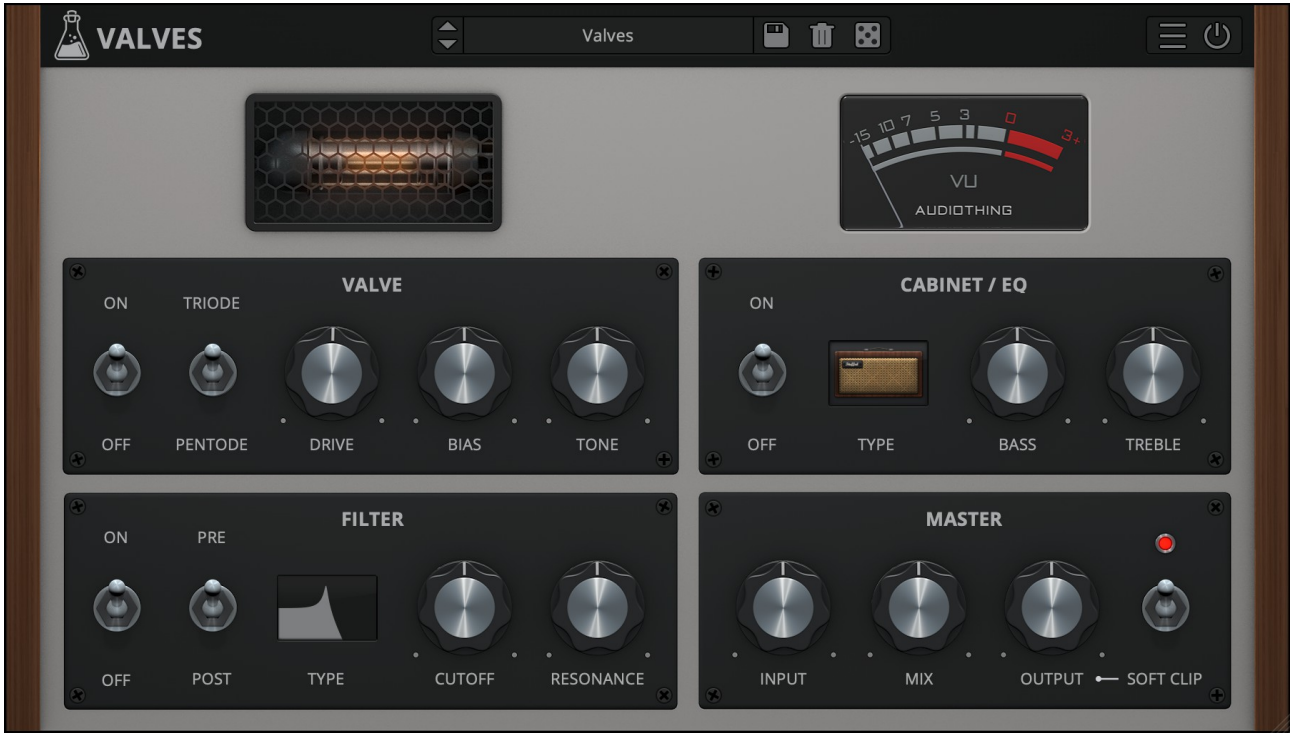 VALVES
Valves
-15 10 7 5 3 0 3+
VU
AUDIOTHING
VALVE
ON
TRIODE
OFF
PENTODE
DRIVE
BIAS
TONE
CABINET / EQ
ON
OFF
TYPE
BASS
TREBLE
FILTER
ON
PRE
OFF
POST
TYPE
CUTOFF
RESONANCE
MASTER
INPUT
MIX
OUTPUT
SOFT CLIP